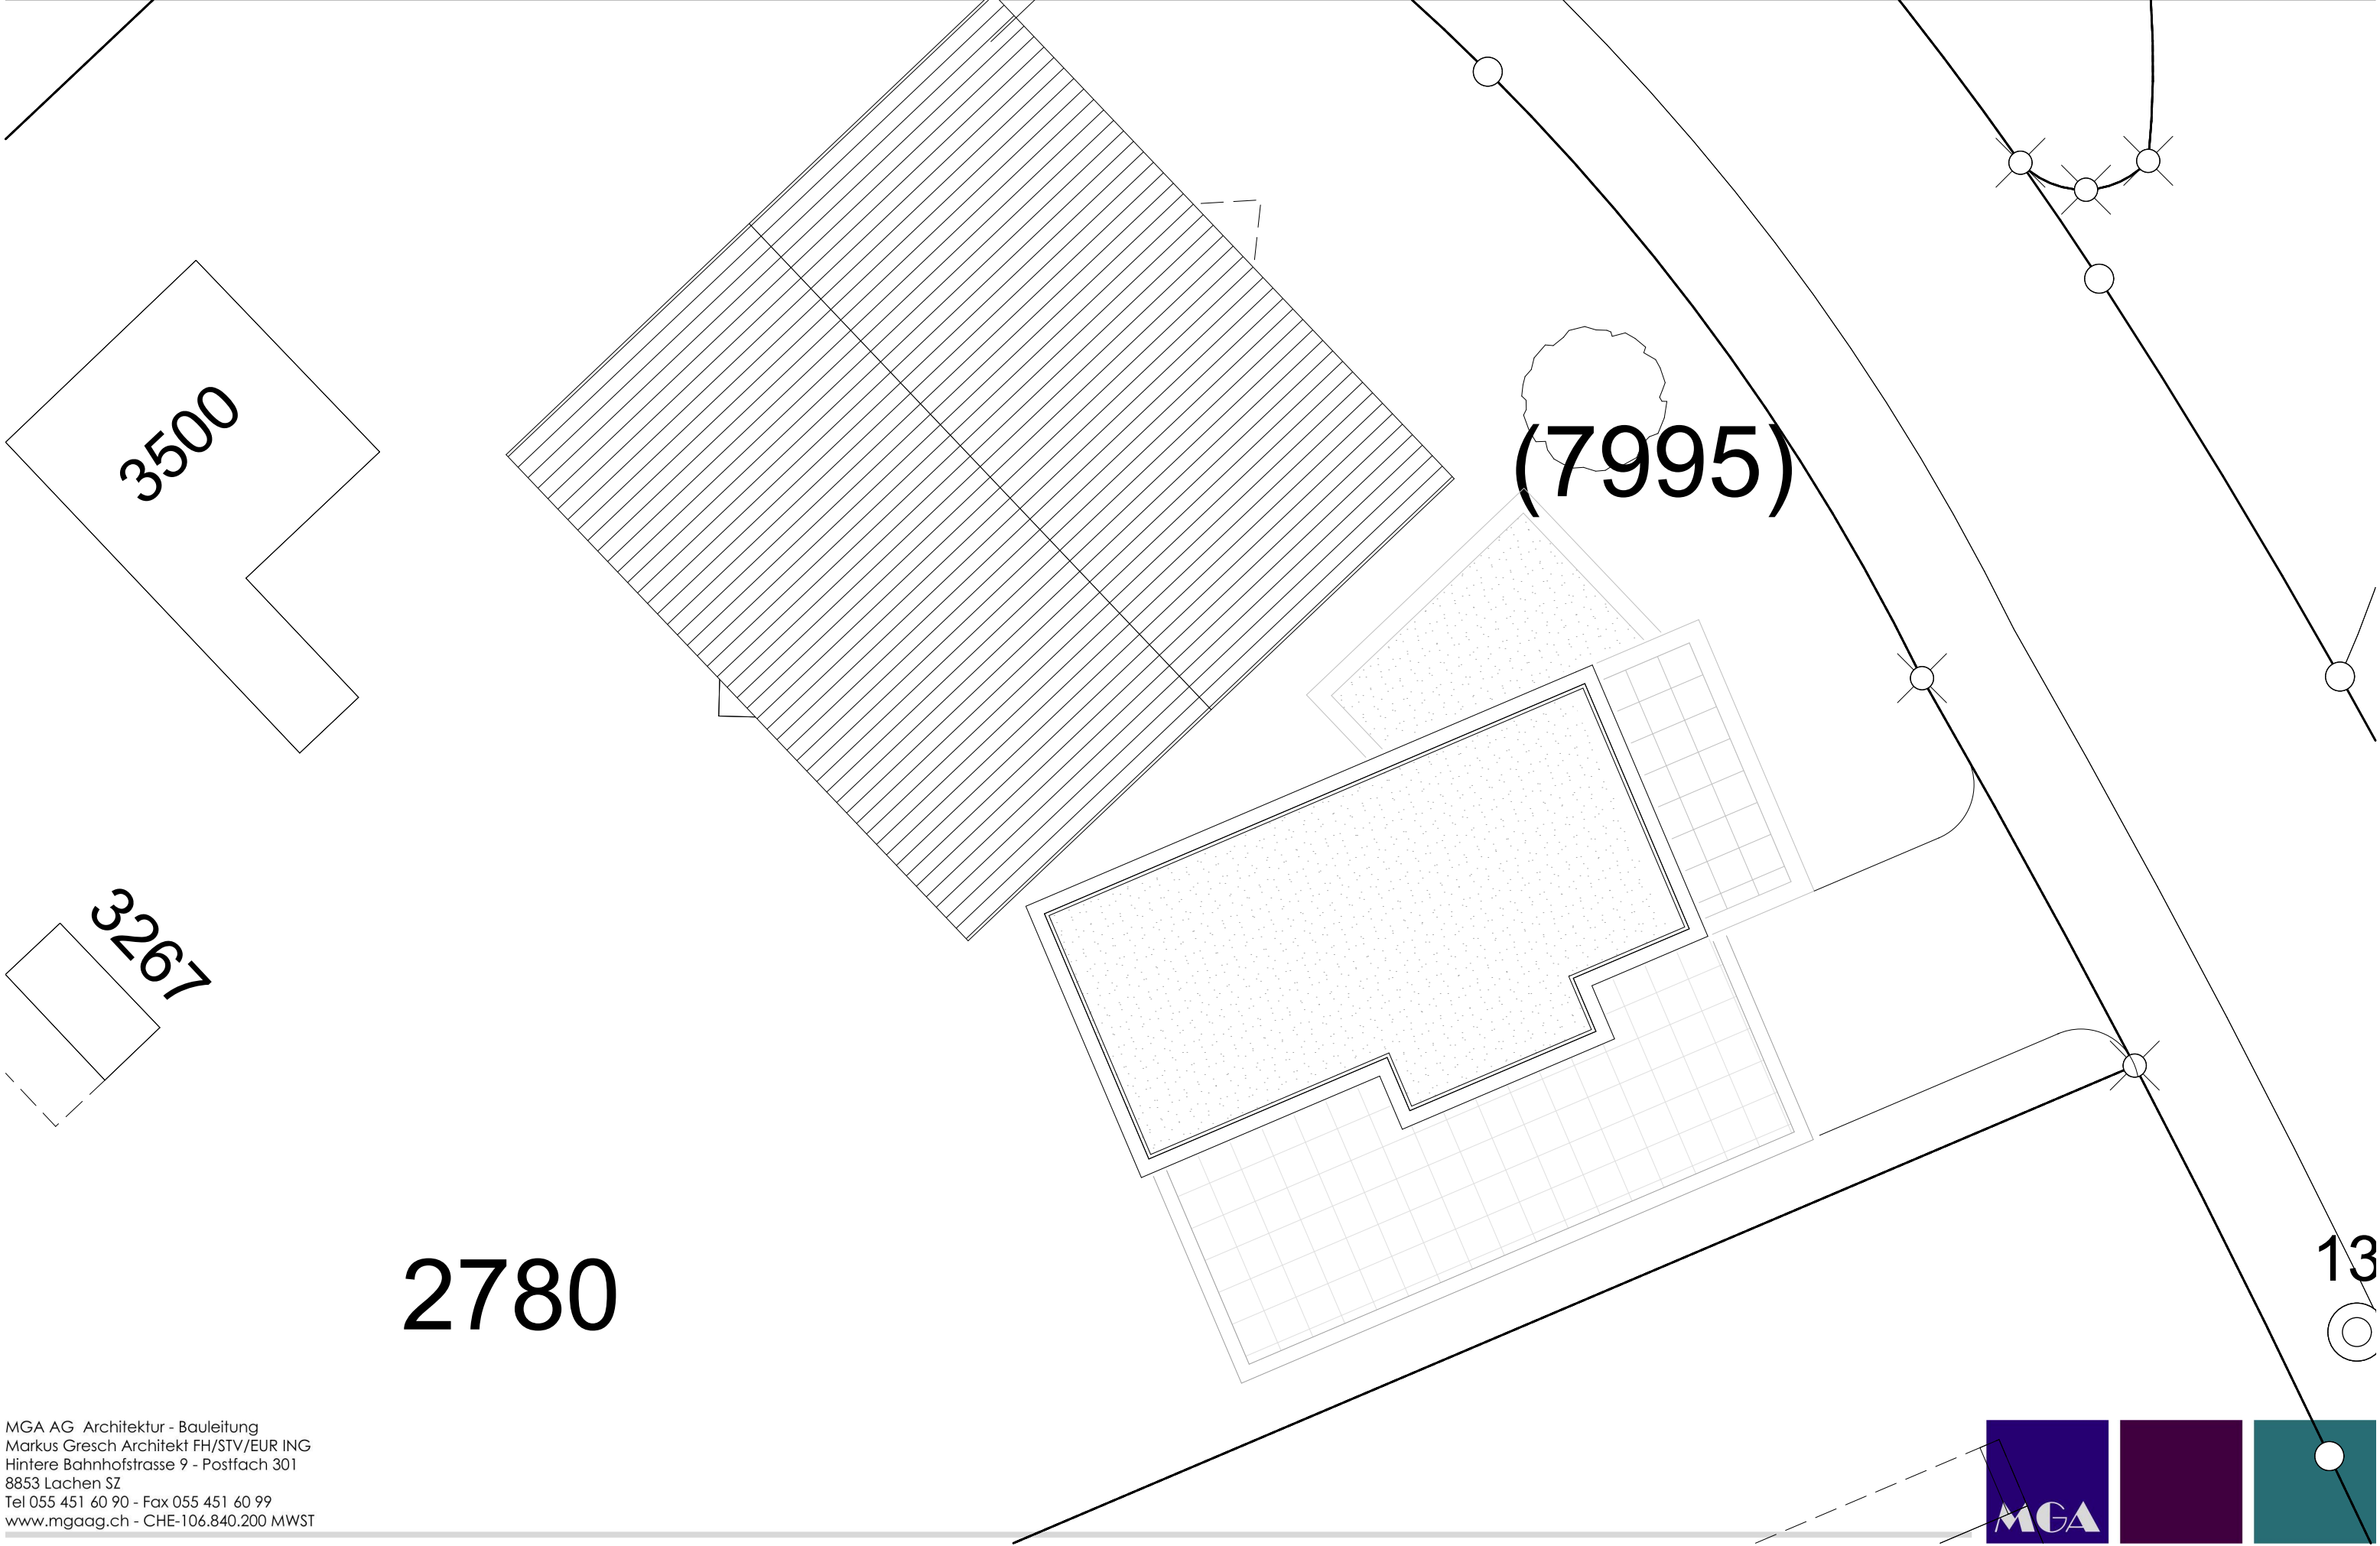 3500
(7995)
3267
2780
13
MGA AG Architektur - Bauleitung
Markus Gresch Architekt FH/STV/EUR ING
Hintere Bahnhofstrasse 9 - Postfach 301
8853 Lachen SZ
Tel 055 451 60 90 - Fax 055 451 60 99
www.mgaag.ch - CHE-106.840.200 MWST
MGA